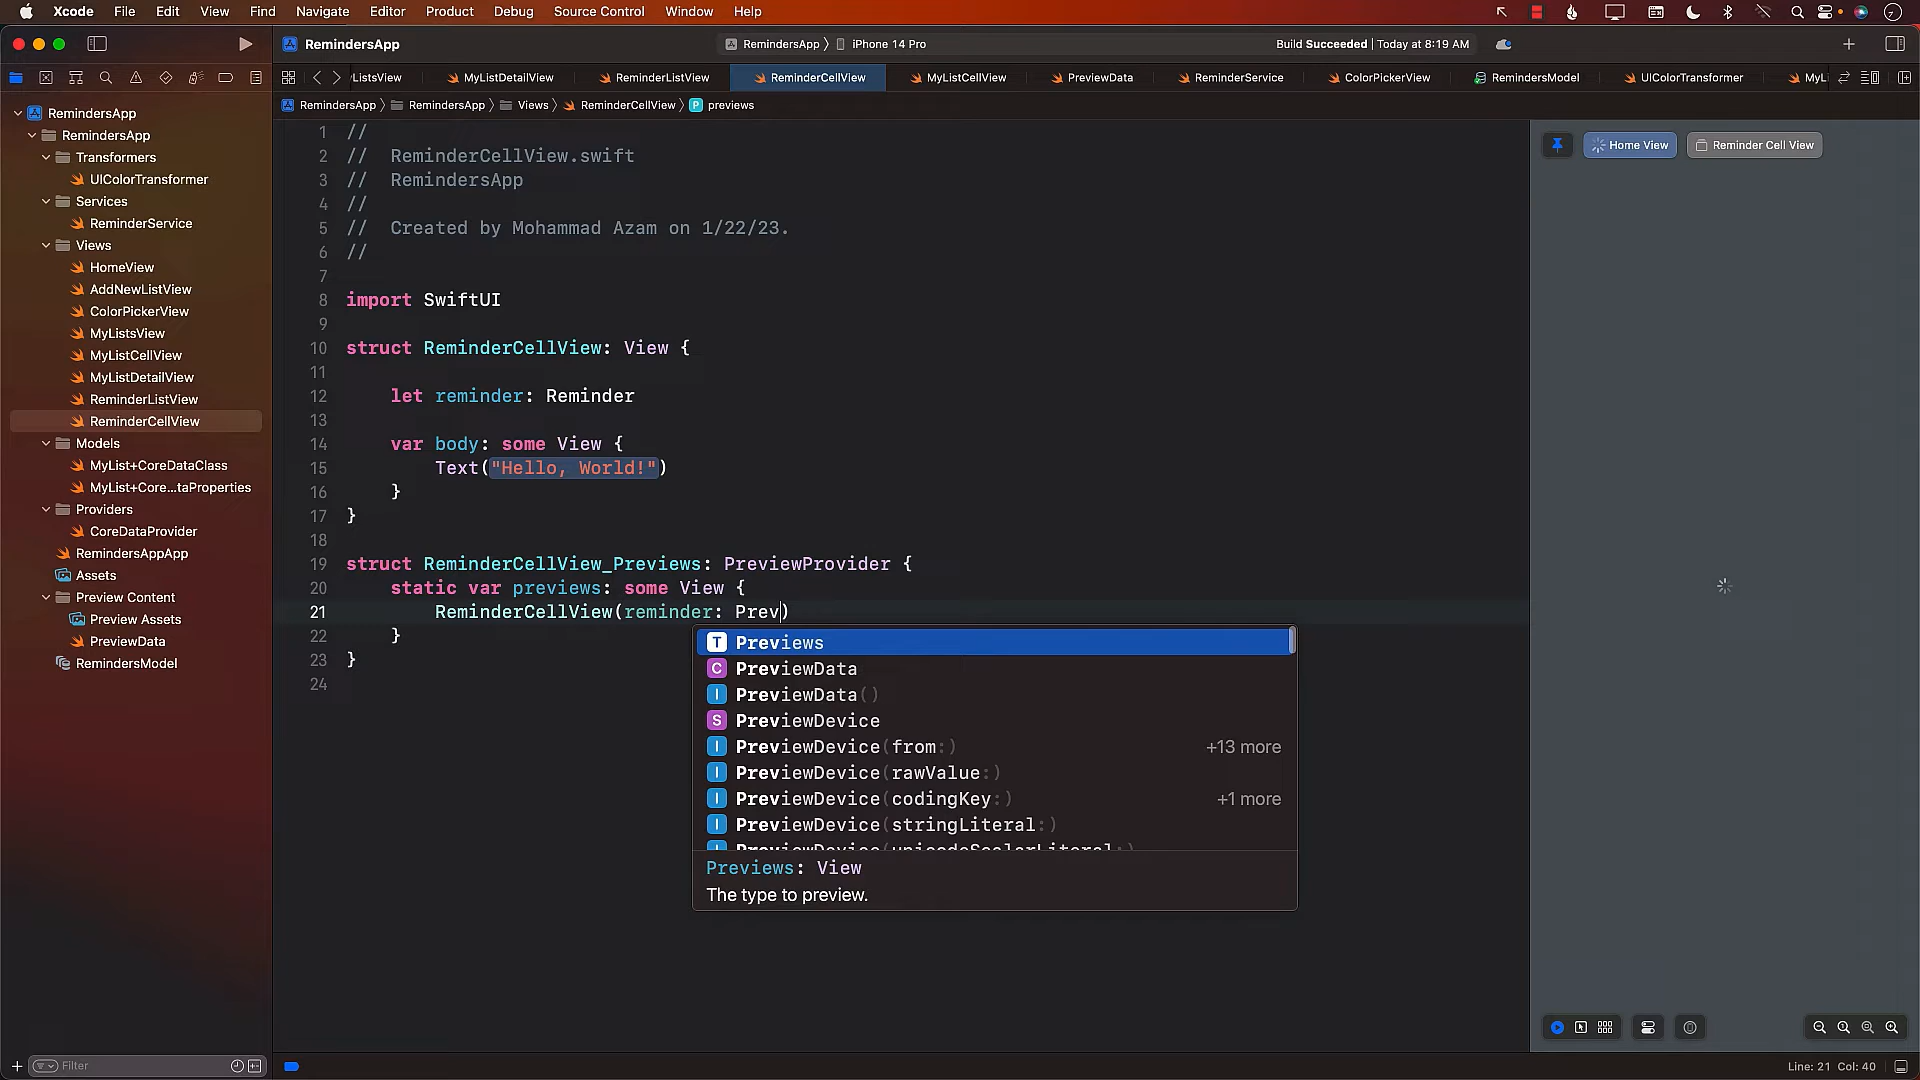 Xcode File Edit View Find Navigate Editor Product Debug Source Control Window Help
RemindersApp
RemindersApp 〉 iPhone 14 Pro
Build Succeeded | Today at 8:19 AM
ListsView MyListDetailView ReminderListView ReminderCellView MyListCellView PreviewData ReminderService ColorPickerView RemindersModel UIColorTransformer MyL
RemindersApp 〉 RemindersApp 〉 Views 〉 ReminderCellView 〉 P previews
RemindersApp
RemindersApp
Transformers
UIColorTransformer
Services
ReminderService
Views
HomeView
AddNewListView
ColorPickerView
MyListsView
MyListCellView
MyListDetailView
ReminderListView
ReminderCellView
Models
MyList+CoreDataClass
MyList+Core...taProperties
Providers
CoreDataProvider
RemindersAppApp
Assets
Preview Content
Preview Assets
PreviewData
RemindersModel
Filter
1 //
2 //  ReminderCellView.swift
3 //  RemindersApp
4 //
5 //  Created by Mohammad Azam on 1/22/23.
6 //
7
8 import SwiftUI
9
10 struct ReminderCellView: View {
11
12     let reminder: Reminder
13
14     var body: some View {
15         Text("Hello, World!")
16     }
17 }
18
19 struct ReminderCellView_Previews: PreviewProvider {
20     static var previews: some View {
21         ReminderCellView(reminder: Prev)
22     }
23 }
24
T Previews
C PreviewData
I PreviewData()
S PreviewDevice
I PreviewDevice(from:) +13 more
I PreviewDevice(rawValue:)
I PreviewDevice(codingKey:) +1 more
I PreviewDevice(stringLiteral:)
I PreviewDevice(unicodeScalarLiteral:)
Previews: View
The type to preview.
Home View
Reminder Cell View
Line: 21 Col: 40